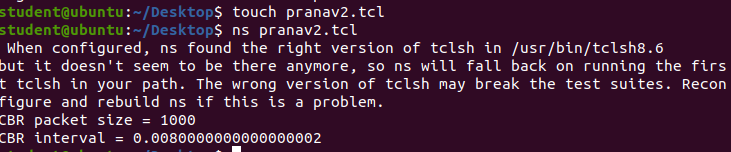 student@ubuntu:~/Desktop$ touch pranav2.tcl
student@ubuntu:~/Desktop$ ns pranav2.tcl
 When configured, ns found the right version of tclsh in /usr/bin/tclsh8.6
but it doesn't seem to be there anymore, so ns will fall back on running the firs
t tclsh in your path. The wrong version of tclsh may break the test suites. Recon
figure and rebuild ns if this is a problem.
CBR packet size = 1000
CBR interval = 0.0080000000000000002
student@ubuntu:~/Desktop$